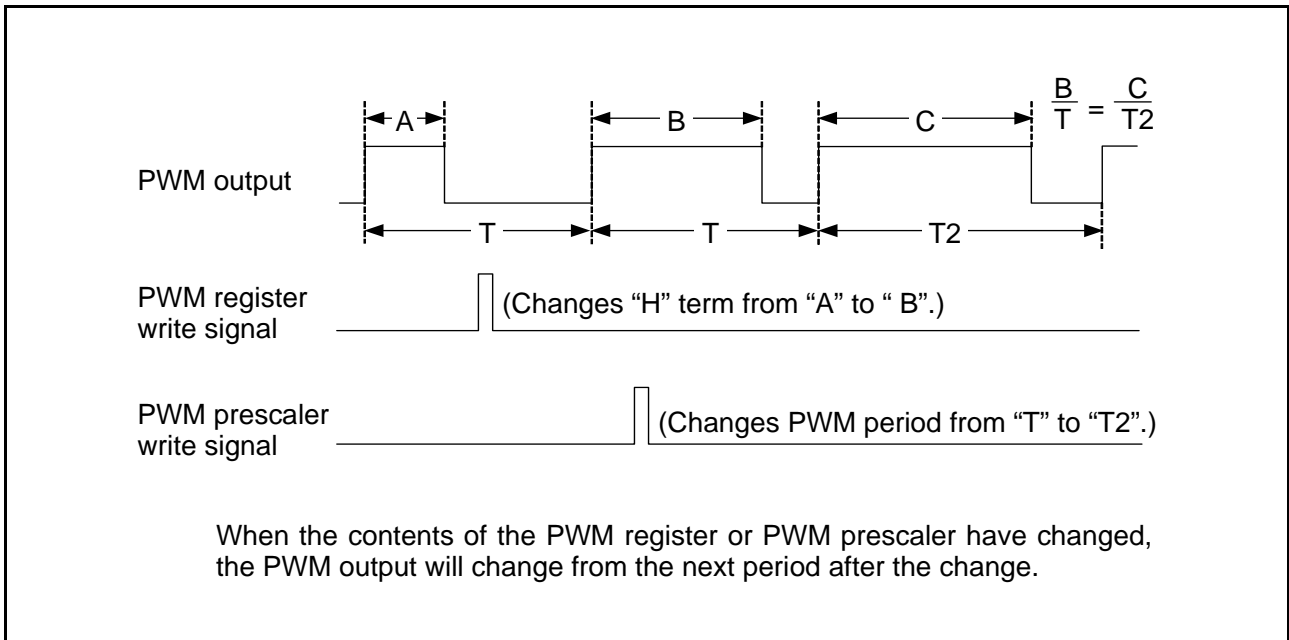 B/T = C/T2
A
B
C
PWM output
T
T
T2
PWM register
write signal
(Changes “H” term from “A” to “ B”.)
PWM prescaler
write signal
(Changes PWM period from “T” to “T2”.)
When the contents of the PWM register or PWM prescaler have changed,
the PWM output will change from the next period after the change.